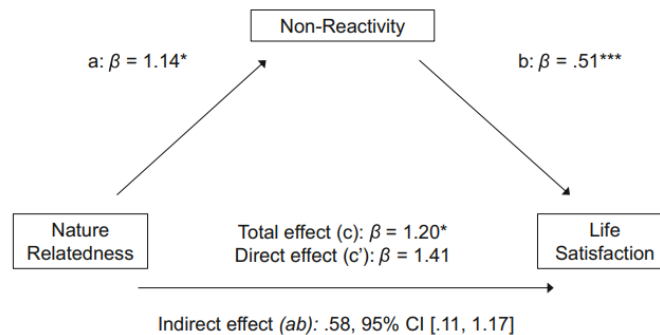 Non-Reactivity
a: β = 1.14*
b: β = .51***
Nature
Relatedness
Total effect (c): β = 1.20*
Direct effect (c'): β = 1.41
Life
Satisfaction
Indirect effect (ab): .58, 95% CI [.11, 1.17]